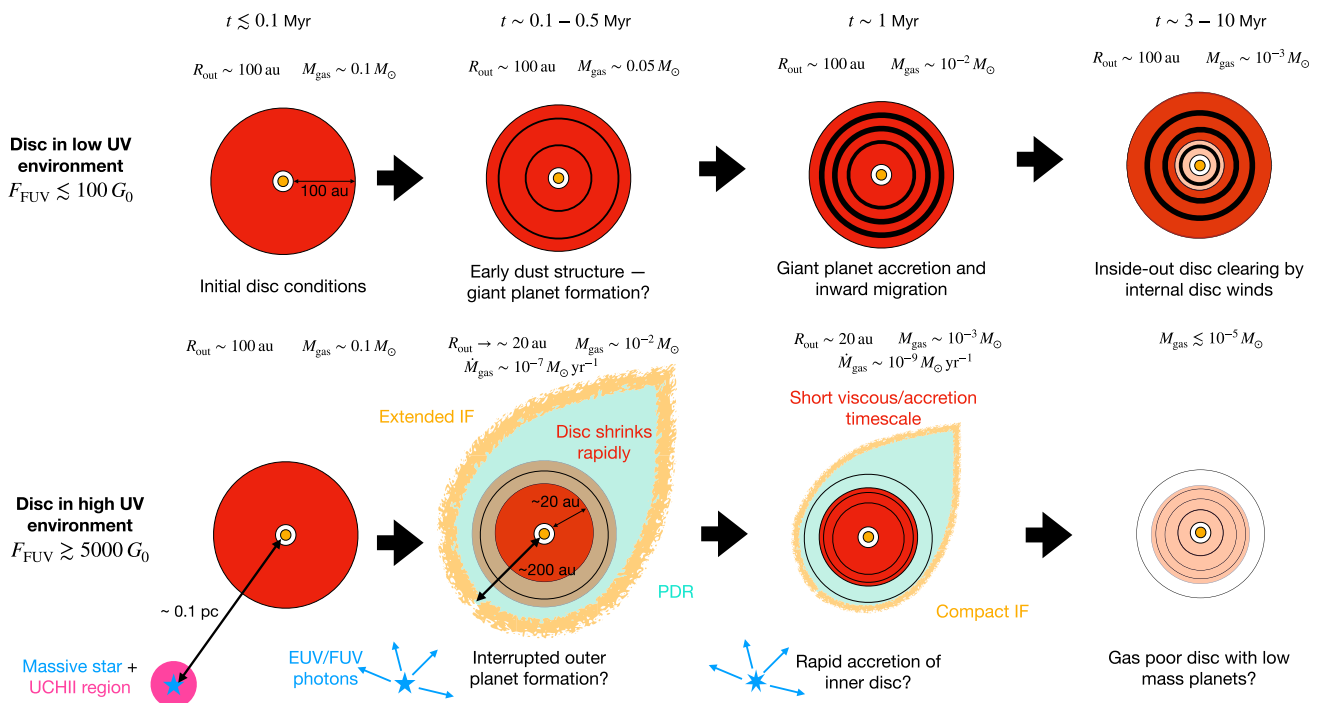 t ≲ 0.1 Myr
t ∼ 0.1 − 0.5 Myr
t ∼ 1 Myr
t ∼ 3 − 10 Myr
R_out ∼ 100 au M_gas ∼ 0.1 M_⊙
R_out ∼ 100 au M_gas ∼ 0.05 M_⊙
R_out ∼ 100 au M_gas ∼ 10^−2 M_⊙
R_out ∼ 100 au M_gas ∼ 10^−3 M_⊙
Disc in low UV
environment
F_FUV ≲ 100 G_0
100 au
Initial disc conditions
Early dust structure —
giant planet formation?
Giant planet accretion and
inward migration
Inside-out disc clearing by
internal disc winds
R_out ∼ 100 au M_gas ∼ 0.1 M_⊙
R_out → ∼ 20 au M_gas ∼ 10^−2 M_⊙
Ṁ_gas ∼ 10^−7 M_⊙ yr^−1
R_out ∼ 20 au M_gas ∼ 10^−3 M_⊙
Ṁ_gas ∼ 10^−9 M_⊙ yr^−1
M_gas ≲ 10^−5 M_⊙
Disc in high UV
environment
F_FUV ≳ 5000 G_0
~ 0.1 pc
Massive star +
UCHII region
Extended IF
Disc shrinks
rapidly
~20 au
~200 au
PDR
EUV/FUV
photons
Interrupted outer
planet formation?
Short viscous/accretion
timescale
Compact IF
Rapid accretion of
inner disc?
Gas poor disc with low
mass planets?